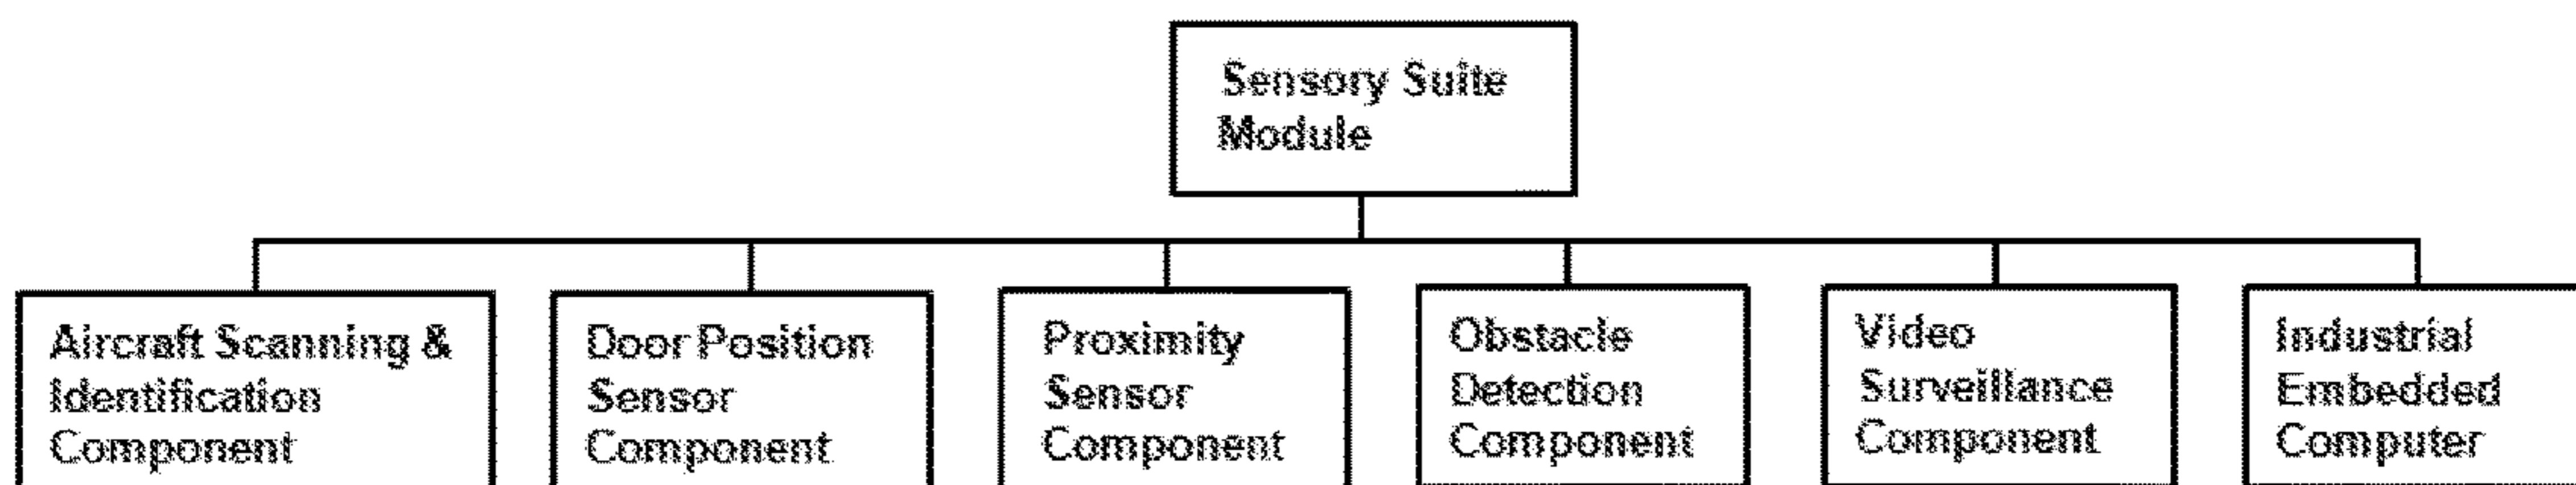 Sensory Suite
Module
Aircraft Scanning &
Identification
Component
Door Position
Sensor
Component
Proximity
Sensor
Component
Obstacle
Detection
Component
Video
Surveillance
Component
Industrial
Embedded
Computer